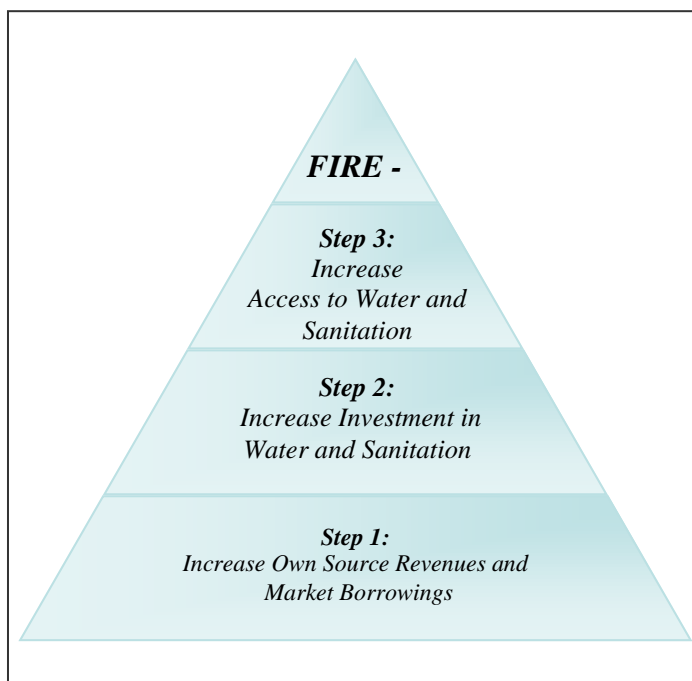 FIRE -
Step 3:
Increase
Access to Water and
Sanitation
Step 2:
Increase Investment in
Water and Sanitation
Step 1:
Increase Own Source Revenues and
Market Borrowings